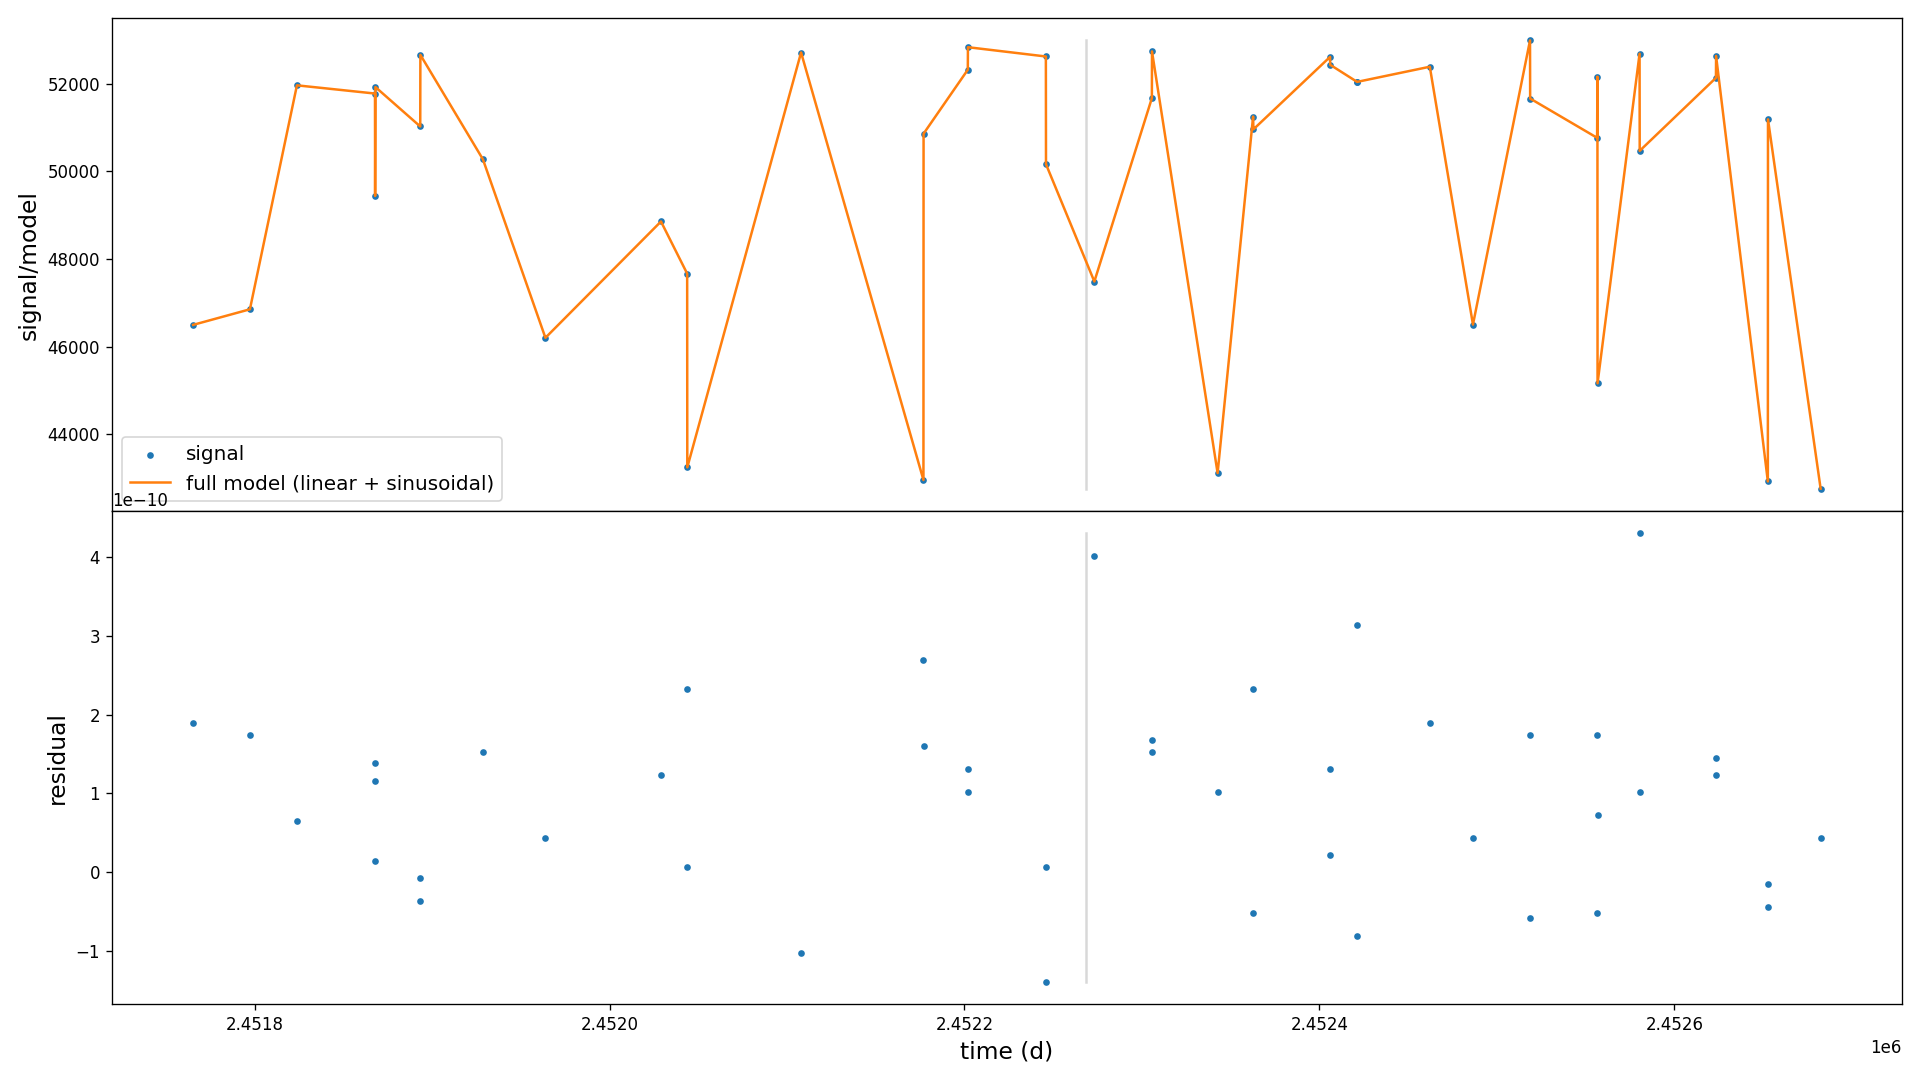 52000
50000
48000
46000
44000
signal/model
signal
full model (linear + sinusoidal)
1e−10
4
3
2
1
0
−1
residual
2.4518
2.4520
2.4522
2.4524
2.4526
time (d)
1e6